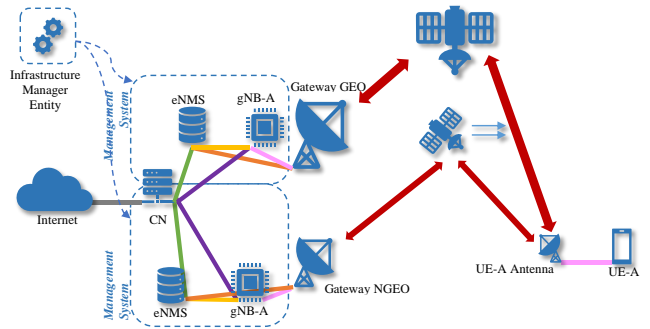 Infrastructure
Manager
Entity
Management
System
eNMS
gNB-A
Gateway GEO
Internet
CN
Management
System
eNMS
gNB-A
Gateway NGEO
UE-A Antenna
UE-A